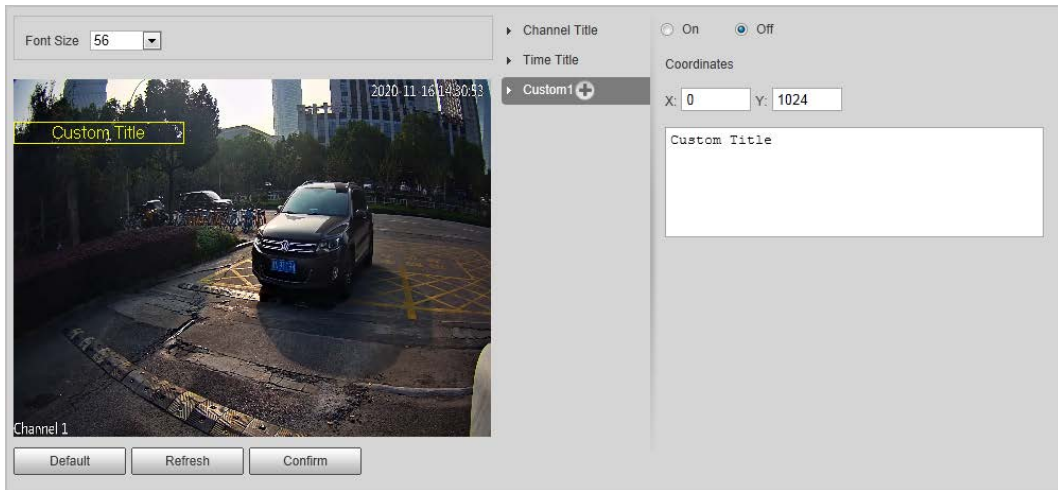 Font Size 56
2020-11-16 14:30:53
Custom Title
Channel 1
Default Refresh Confirm
Channel Title
Time Title
Custom1
On Off
Coordinates
X: 0 Y: 1024
Custom Title